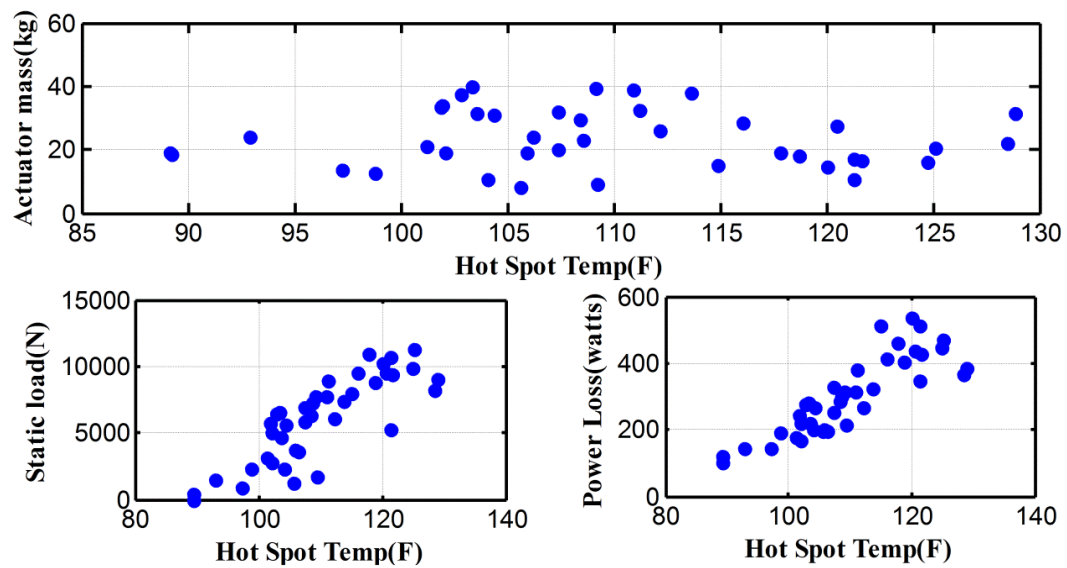 Actuator mass(kg)
60
40
20
0
85 90 95 100 105 110 115 120 125 130
Hot Spot Temp(F)
Static load(N)
15000
10000
5000
0
80 100 120 140
Hot Spot Temp(F)
Power Loss(watts)
600
400
200
0
80 100 120 140
Hot Spot Temp(F)